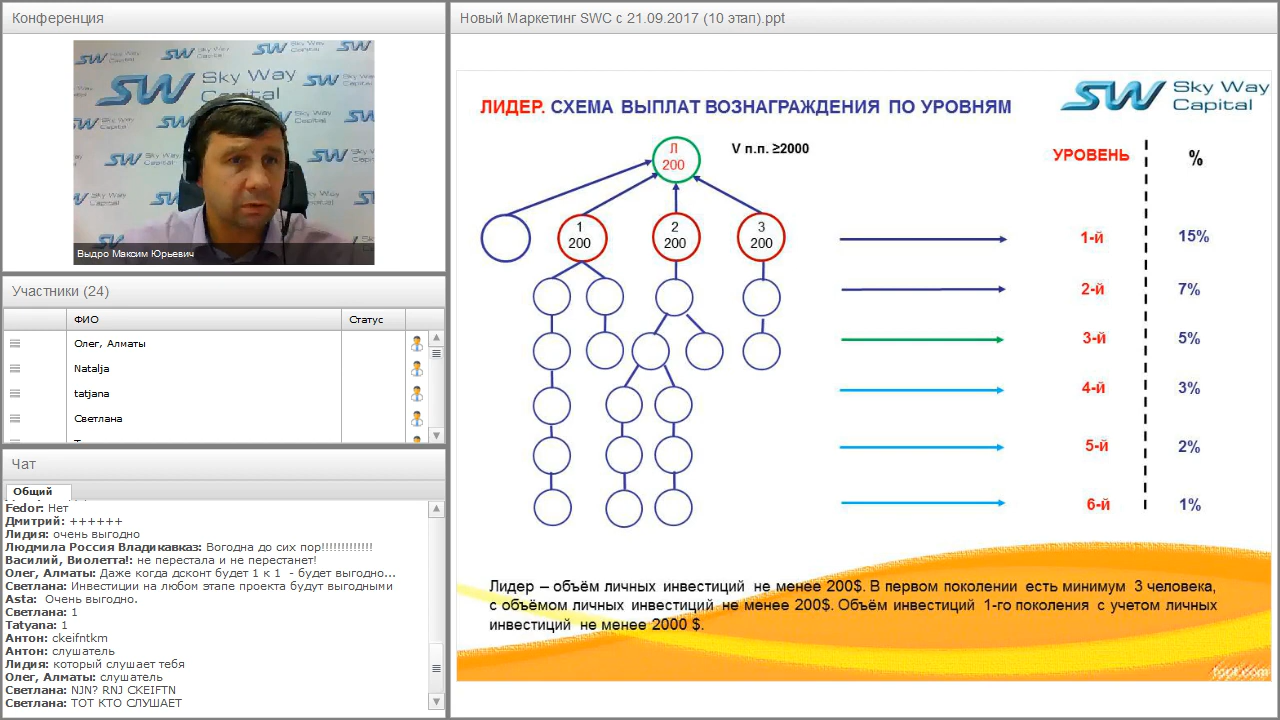 Конференция
SW Sky Way Capital
Выдро Максим Юрьевич
Участники (24)
ФИО Статус
Олег, Алматы
Natalja
tatjana
Светлана
Чат
Общий
Fedor: Нет
Дмитрий: ++++++
Лидия: очень выгодно
Людмила Россия Владикавказ: Вогодна до сих пор!!!!!!!!!!!!!
Василий, Виолетта!: не перестала и не перестанет!
Олег, Алматы: Даже когда дсконт будет 1 к 1 - будет выгодно...
Светлана: Инвестиции на любом этапе проекта будут выгодными
Asta: Очень выгодно.
Светлана: 1
Tatyana: 1
Антон: ckeifntkm
Антон: слушатель
Лидия: который слушает тебя
Олег, Алматы: слушатель
Светлана: NJN? RNJ CKEIFTN
Светлана: ТОТ КТО СЛУШАЕТ
Новый Маркетинг SWC с 21.09.2017 (10 этап).ppt
SW Sky Way
Capital
ЛИДЕР. СХЕМА ВЫПЛАТ ВОЗНАГРАЖДЕНИЯ ПО УРОВНЯМ
Л
200
V п.п. ≥2000
УРОВЕНЬ %
1
200
2
200
3
200
1-й 15%
2-й 7%
3-й 5%
4-й 3%
5-й 2%
6-й 1%
Лидер – объём личных инвестиций не менее 200$. В первом поколении есть минимум 3 человека,
с объёмом личных инвестиций не менее 200$. Объём инвестиций 1-го поколения с учетом личных
инвестиций не менее 2000 $.
fppt.com